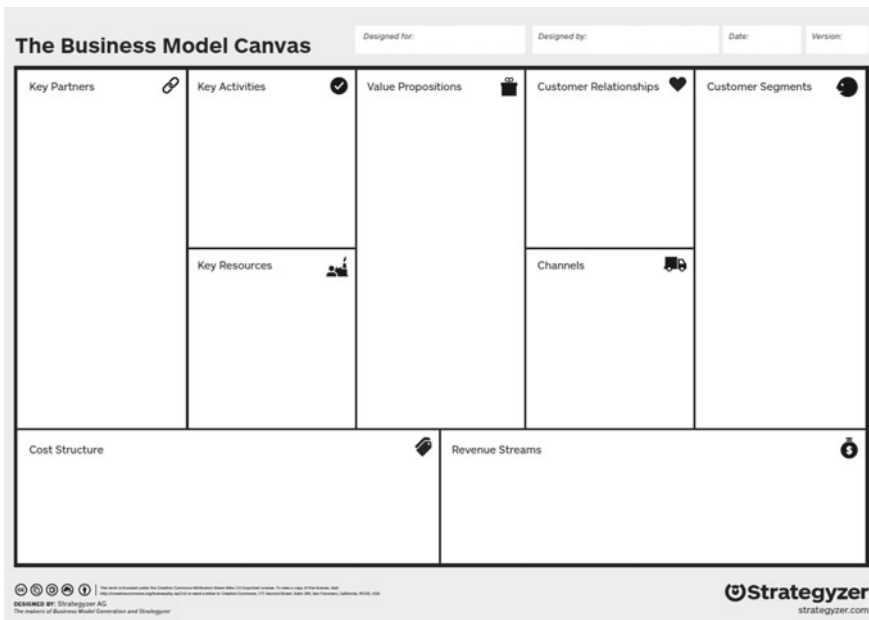 The Business Model Canvas
Designed for:
Designed by:
Date:
Version:
Key Partners
Key Activities
Value Propositions
Customer Relationships
Customer Segments
Key Resources
Channels
Cost Structure
Revenue Streams
DESIGNED BY: Strategyzer AG
The makers of Business Model Generation and Strategyzer
Strategyzer
strategyzer.com